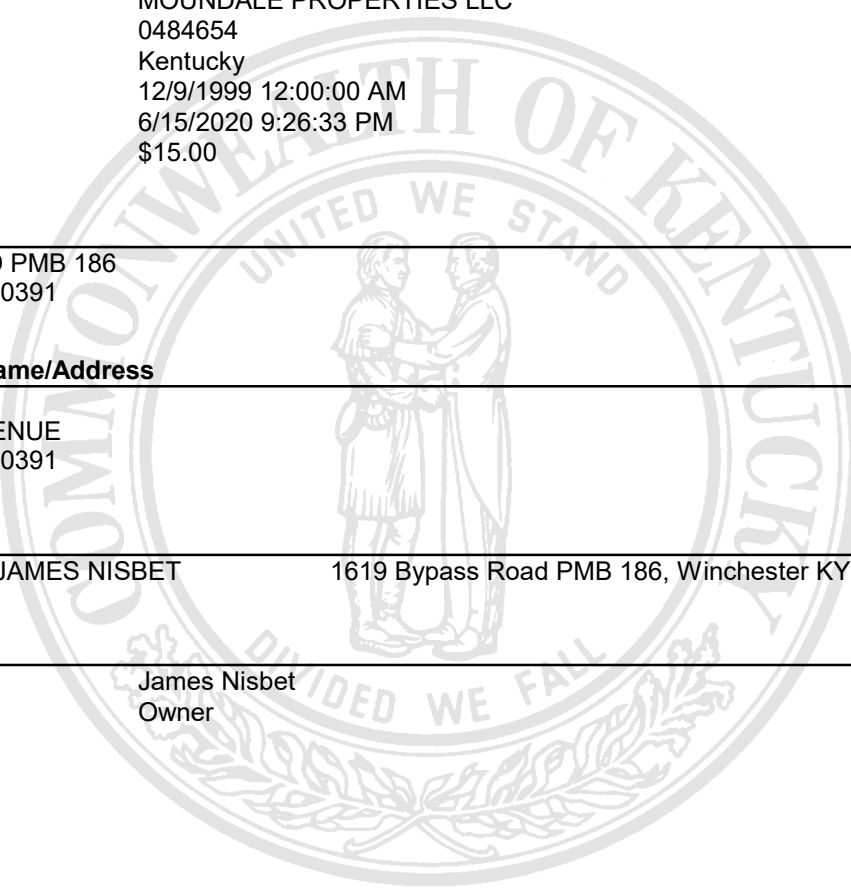 MOUNDALE PROPERTIES LLC
0484654
Kentucky
12/9/1999 12:00:00 AM
6/15/2020 9:26:33 PM
$15.00
COMMONWEALTH OF KENTUCKY
UNITED WE STAND
PMB 186
0391
ame/Address
ENUE
0391
JAMES NISBET 1619 Bypass Road PMB 186, Winchester KY
DIVIDED WE FALL
James Nisbet
Owner